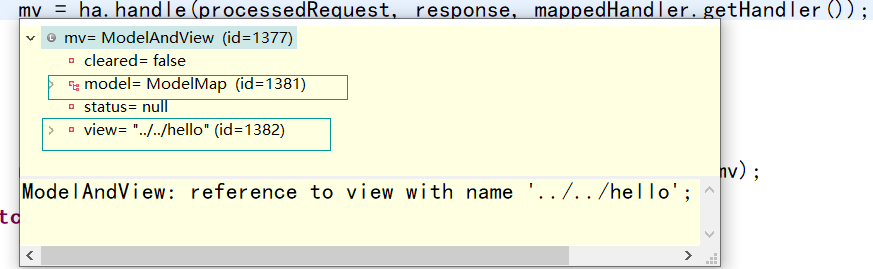 mv = ha.handle(processedRequest, response, mappedHandler.getHandler());
mv= ModelAndView (id=1377)
cleared= false
model= ModelMap (id=1381)
status= null
view= "../../hello" (id=1382)
mv);
ModelAndView: reference to view with name '../../hello';
to